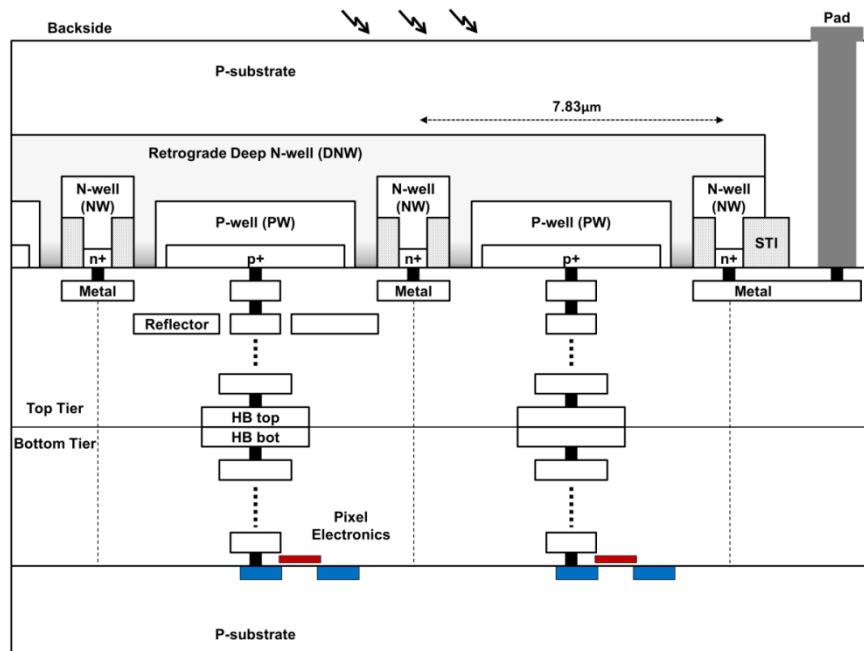 Backside
Pad
P-substrate
7.83µm
Retrograde Deep N-well (DNW)
N-well
(NW)
N-well
(NW)
N-well
(NW)
P-well (PW)
P-well (PW)
STI
n+
p+
n+
p+
n+
Metal
Metal
Metal
Reflector
Top Tier
HB top
Bottom Tier
HB bot
Pixel
Electronics
P-substrate